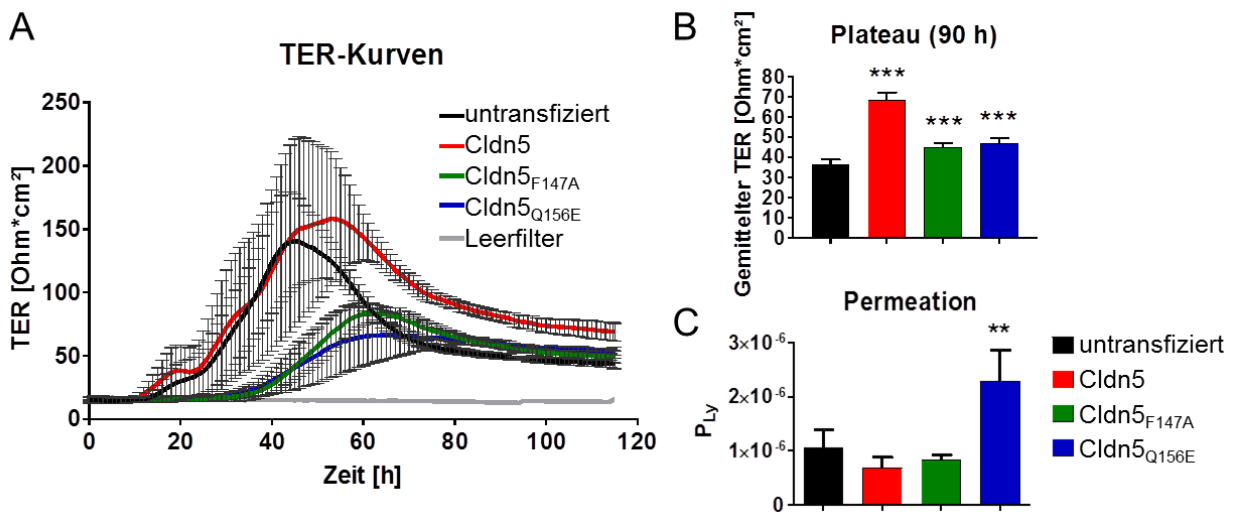 A
TER-Kurven
TER [Ohm*cm²]
250
200
150
100
50
0
0 20 40 60 80 100 120
Zeit [h]
untransfiziert
Cldn5
Cldn5F147A
Cldn5Q156E
Leerfilter
B
Plateau (90 h)
Gemittelter TER [Ohm*cm²]
80
70
60
50
40
30
20
10
0
***
***
***
C
Permeation
PLy
3×10-6
2×10-6
1×10-6
0
**
untransfiziert
Cldn5
Cldn5F147A
Cldn5Q156E